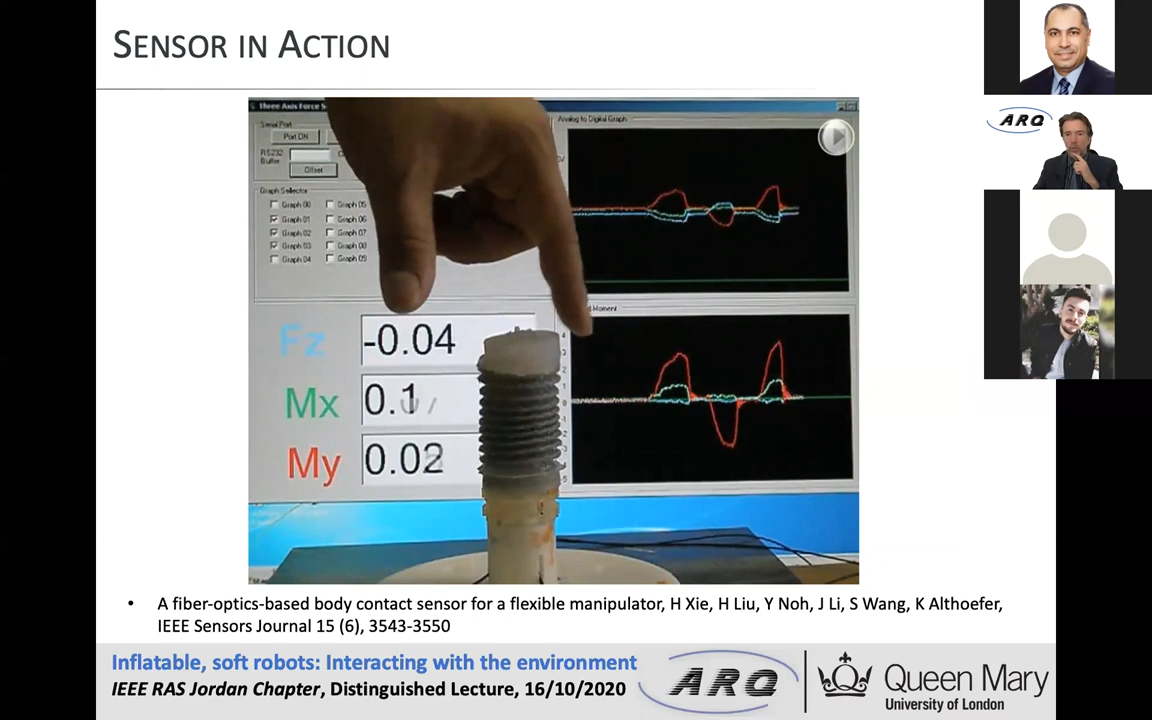 SENSOR IN ACTION
Three Axis Force
Serial Port
Port ON
RS232
Buffer
Offset
Graph Selector
Graph 00
Graph 05
Graph 01
Graph 06
Graph 02
Graph 07
Graph 03
Graph 08
Graph 04
Graph 09
Analog to Digital Graph
Moment
Fz
-0.04
Mx
0.1
My
0.02
ARQ
• A fiber-optics-based body contact sensor for a flexible manipulator, H Xie, H Liu, Y Noh, J Li, S Wang, K Althoefer,
IEEE Sensors Journal 15 (6), 3543-3550
Inflatable, soft robots: Interacting with the environment
IEEE RAS Jordan Chapter, Distinguished Lecture, 16/10/2020
ARQ
Queen Mary
University of London